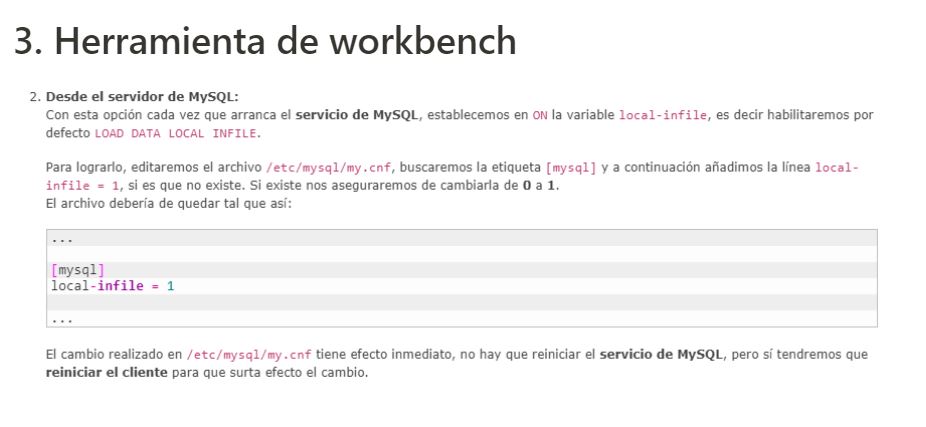 3. Herramienta de workbench
2. Desde el servidor de MySQL:
Con esta opción cada vez que arranca el servicio de MySQL, establecemos en ON la variable local-infile, es decir habilitaremos por
defecto LOAD DATA LOCAL INFILE.
Para lograrlo, editaremos el archivo /etc/mysql/my.cnf, buscaremos la etiqueta [mysql] y a continuación añadimos la línea local-
infile = 1, si es que no existe. Si existe nos aseguraremos de cambiarla de 0 a 1.
El archivo debería de quedar tal que así:
...
[mysql]
local-infile = 1
...
El cambio realizado en /etc/mysql/my.cnf tiene efecto inmediato, no hay que reiniciar el servicio de MySQL, pero sí tendremos que
reiniciar el cliente para que surta efecto el cambio.